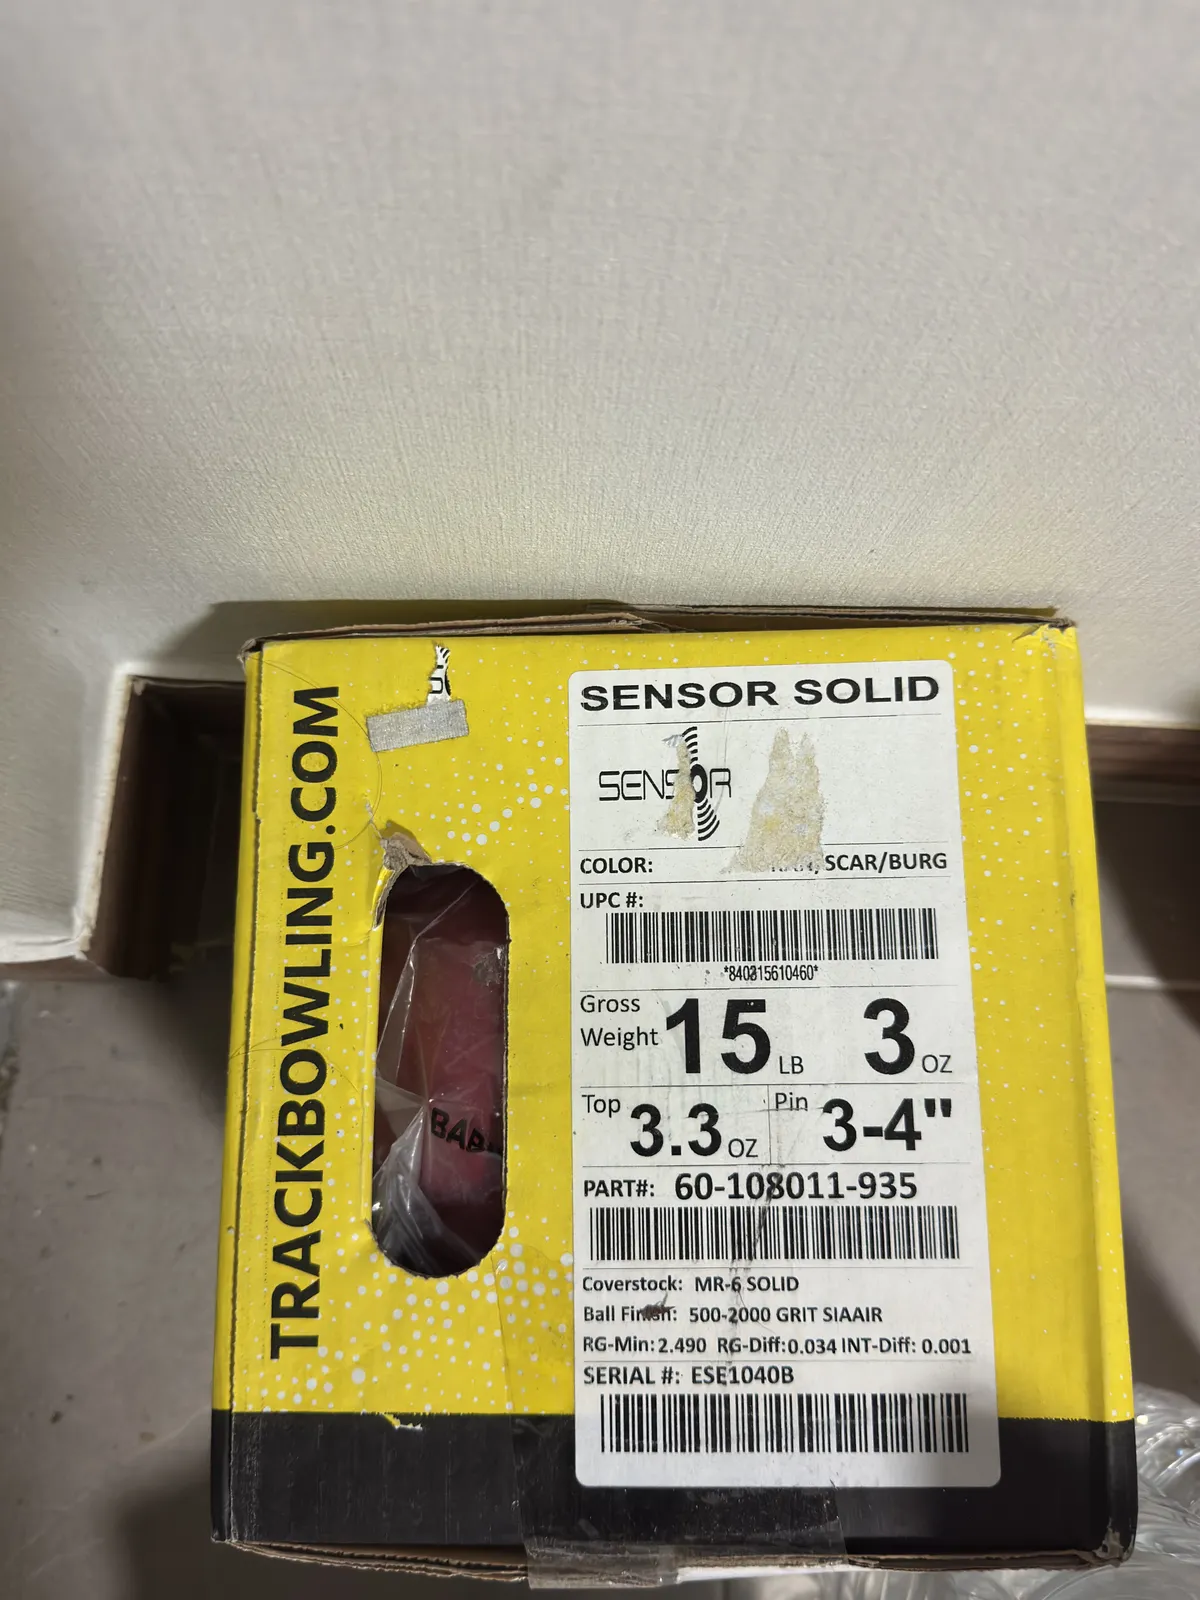 TRACKBOWLING.COM
SENSOR SOLID
SENSOR
COLOR: SCAR/BURG
UPC #:
*840315610460*
Gross Weight 15 LB 3 OZ
Top 3.3 OZ Pin 3-4"
PART#: 60-108011-935
Coverstock: MR-6 SOLID
Ball Finish: 500-2000 GRIT SIAAIR
RG-Min: 2.490 RG-Diff: 0.034 INT-Diff: 0.001
SERIAL #: ESE1040B